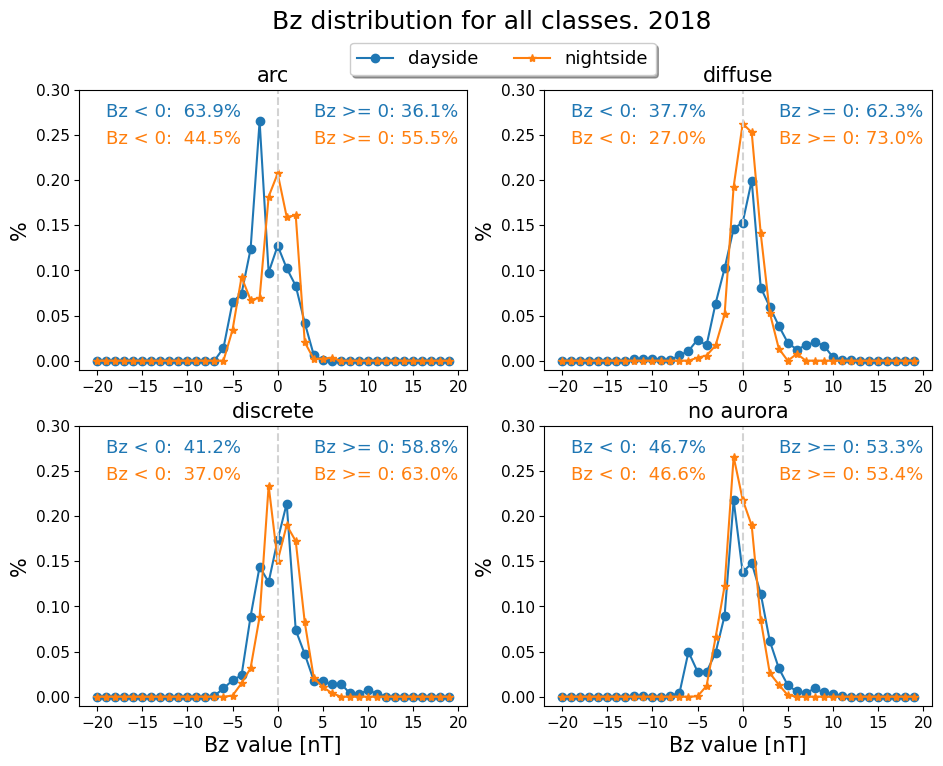 Bz distribution for all classes. 2018
dayside nightside
arc
diffuse
0.30
0.25
0.20
0.15
0.10
0.05
0.00
%
Bz < 0: 63.9%
Bz >= 0: 36.1%
Bz < 0: 44.5%
Bz >= 0: 55.5%
−20 −15 −10 −5 0 5 10 15 20
0.30
0.25
0.20
0.15
0.10
0.05
0.00
%
Bz < 0: 37.7%
Bz >= 0: 62.3%
Bz < 0: 27.0%
Bz >= 0: 73.0%
−20 −15 −10 −5 0 5 10 15 20
discrete
no aurora
0.30
0.25
0.20
0.15
0.10
0.05
0.00
%
Bz < 0: 41.2%
Bz >= 0: 58.8%
Bz < 0: 37.0%
Bz >= 0: 63.0%
−20 −15 −10 −5 0 5 10 15 20
Bz value [nT]
0.30
0.25
0.20
0.15
0.10
0.05
0.00
%
Bz < 0: 46.7%
Bz >= 0: 53.3%
Bz < 0: 46.6%
Bz >= 0: 53.4%
−20 −15 −10 −5 0 5 10 15 20
Bz value [nT]